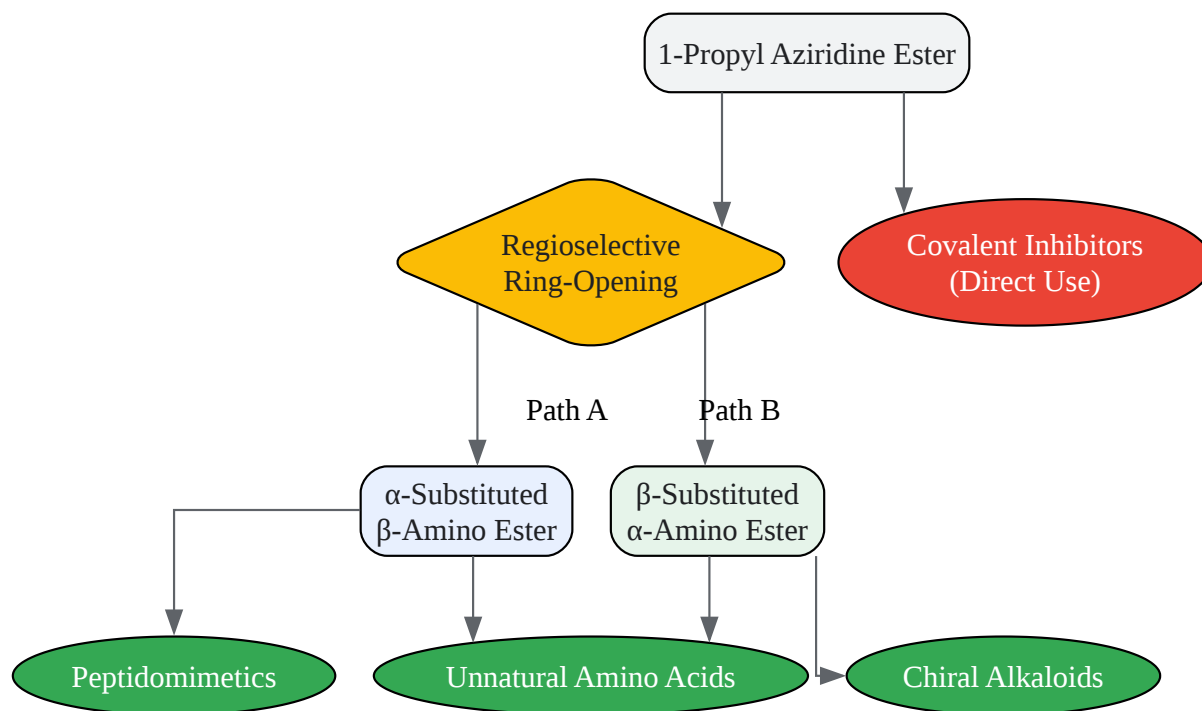 1-Propyl Aziridine Ester
Regioselective
Ring-Opening
Covalent Inhibitors
(Direct Use)
Path A
Path B
α-Substituted
β-Amino Ester
β-Substituted
α-Amino Ester
Peptidomimetics
Unnatural Amino Acids
Chiral Alkaloids